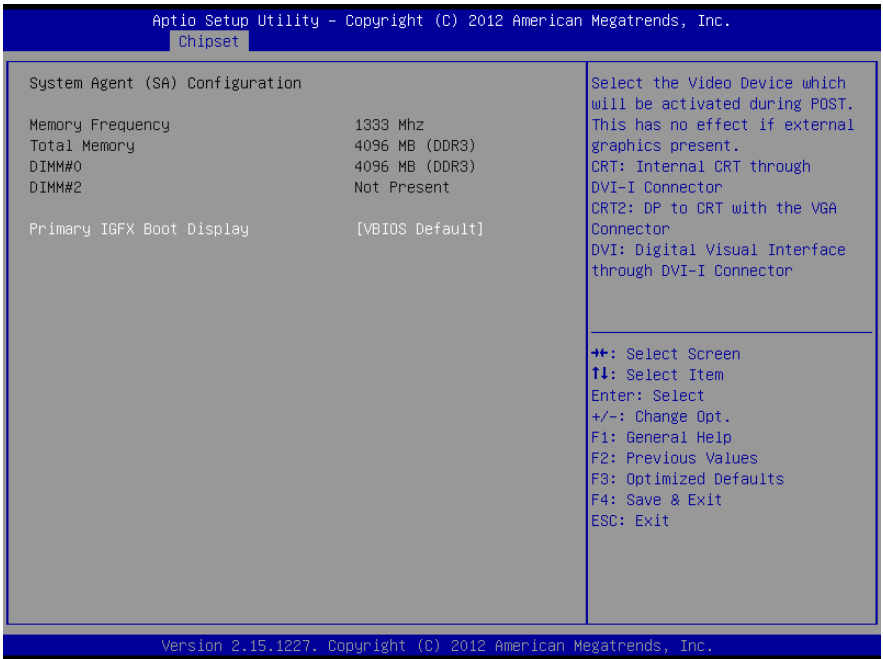 Aptio Setup Utility – Copyright (C) 2012 American Megatrends, Inc.
Chipset
System Agent (SA) Configuration
Memory Frequency 1333 Mhz
Total Memory 4096 MB (DDR3)
DIMM#0 4096 MB (DDR3)
DIMM#2 Not Present
Primary IGFX Boot Display [VBIOS Default]
Select the Video Device which
will be activated during POST.
This has no effect if external
graphics present.
CRT: Internal CRT through
DVI-I Connector
CRT2: DP to CRT with the VGA
Connector
DVI: Digital Visual Interface
through DVI-I Connector
→←: Select Screen
↑↓: Select Item
Enter: Select
+/-: Change Opt.
F1: General Help
F2: Previous Values
F3: Optimized Defaults
F4: Save & Exit
ESC: Exit
Version 2.15.1227. Copyright (C) 2012 American Megatrends, Inc.